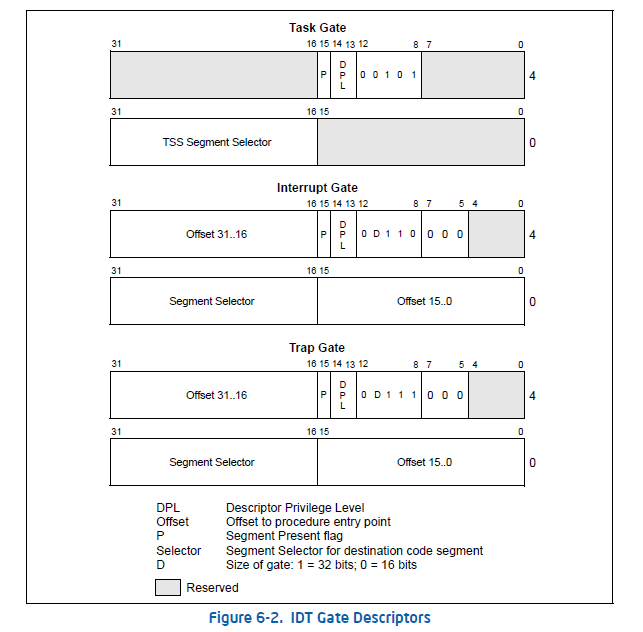 Task Gate
31 16 15 14 13 12 8 7 0
P D P L 0 0 1 0 1 4
31 16 15 0
TSS Segment Selector 0
Interrupt Gate
31 16 15 14 13 12 8 7 5 4 0
Offset 31..16 P D P L 0 D 1 1 0 0 0 0 4
31 16 15 0
Segment Selector Offset 15..0 0
Trap Gate
31 16 15 14 13 12 8 7 5 4 0
Offset 31..16 P D P L 0 D 1 1 1 0 0 0 4
31 16 15 0
Segment Selector Offset 15..0 0
DPL Descriptor Privilege Level
Offset Offset to procedure entry point
P Segment Present flag
Selector Segment Selector for destination code segment
D Size of gate: 1 = 32 bits; 0 = 16 bits
Reserved
Figure 6-2. IDT Gate Descriptors